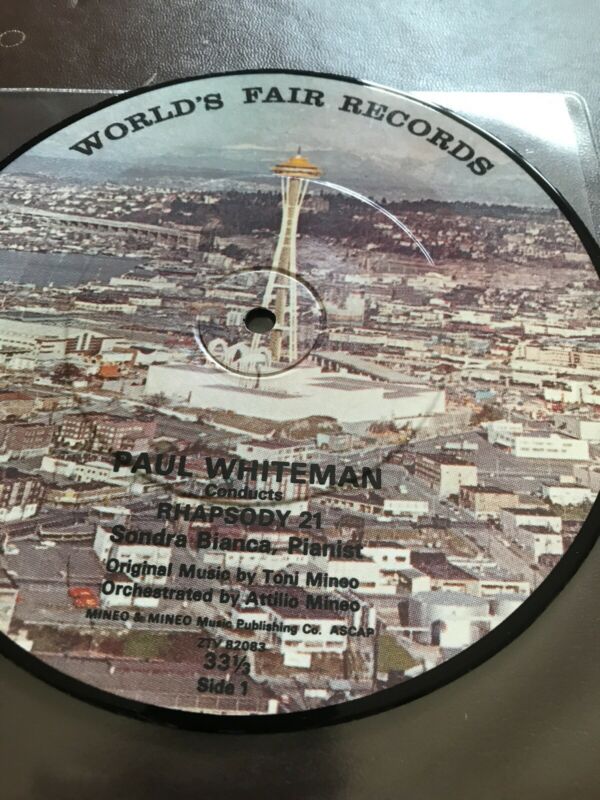 WORLD'S FAIR RECORDS
PAUL WHITEMAN
Conducts
RHAPSODY 21
Sondra Bianca, Pianist
Original Music by Toni Mineo
Orchestrated by Attilio Mineo
MINEO & MINEO Music Publishing Co. ASCAP
ZTV 82083
33⅓
Side 1